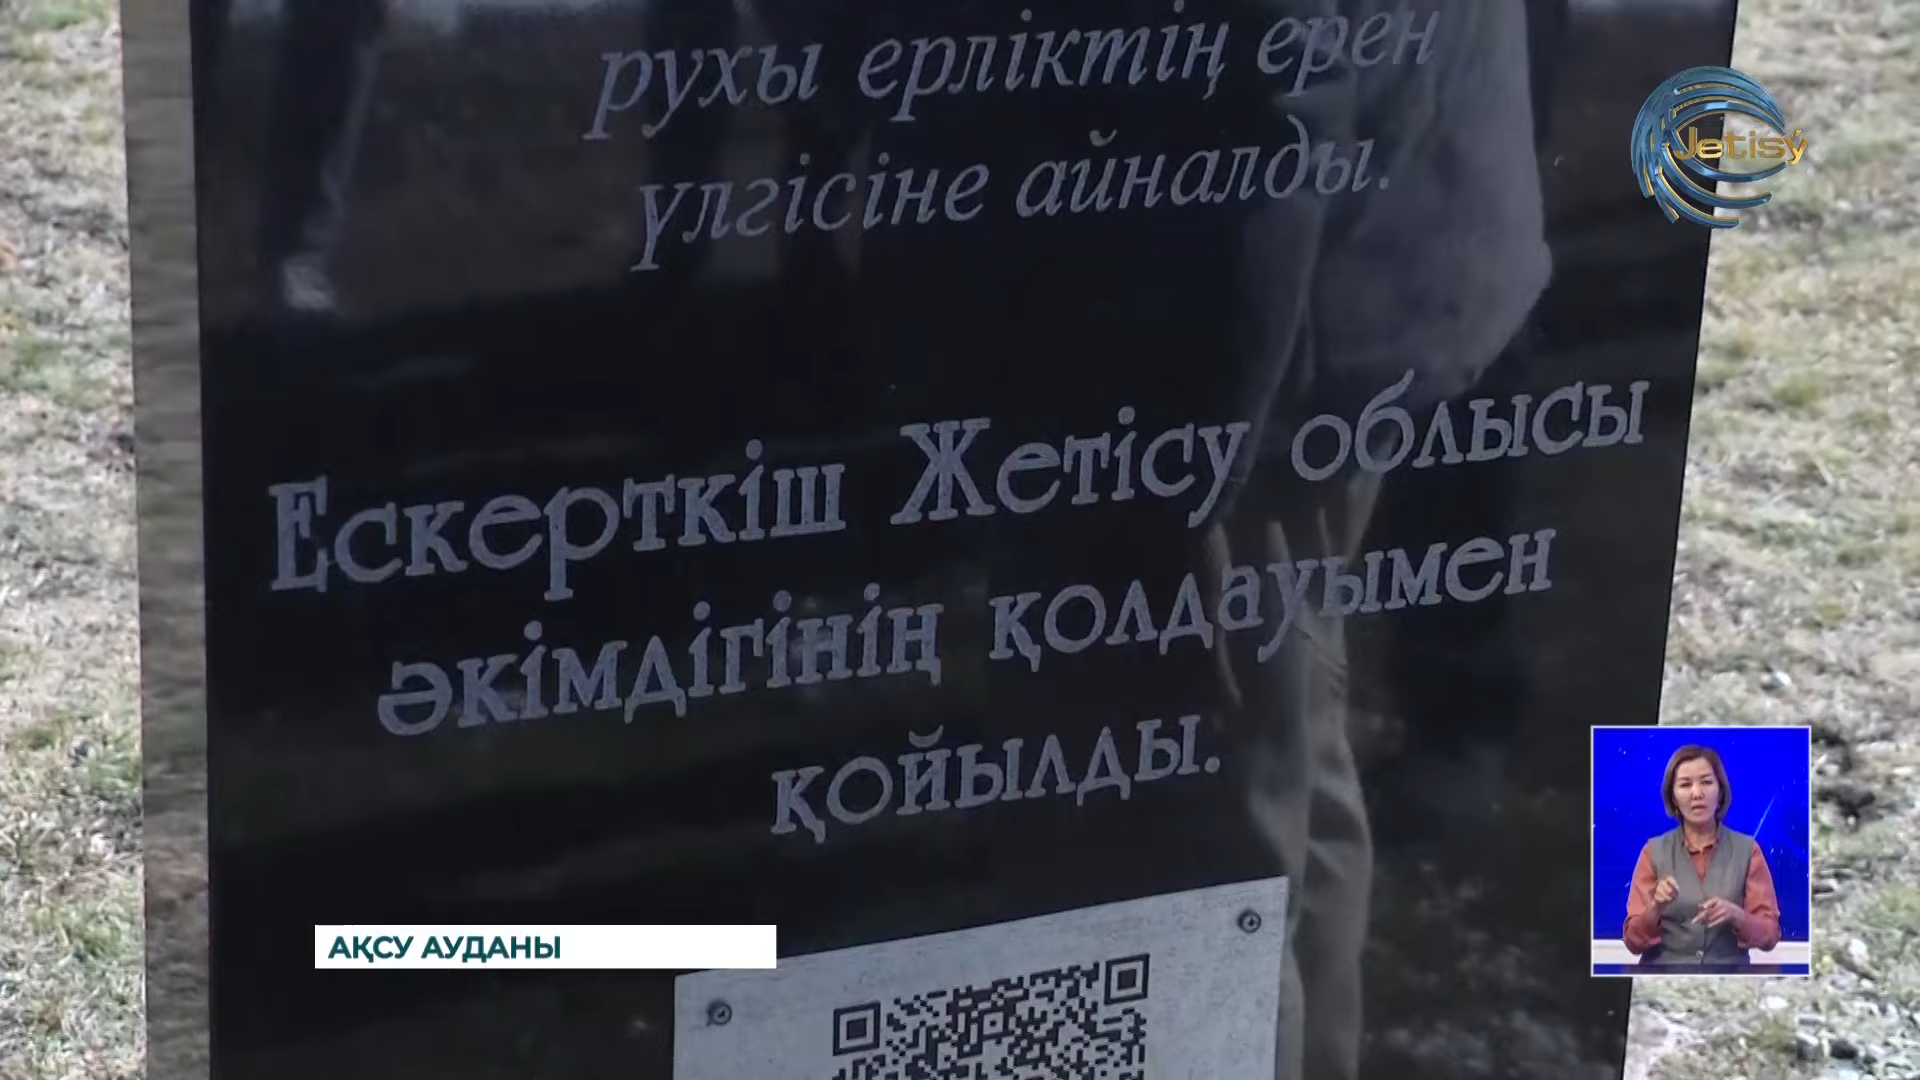 рухы ерліктің ерен
үлгісіне айналды.
Jetisý
Ескерткіш Жетісу облысы
әкімдігінің қолдауымен
қойылды.
АҚСУ АУДАНЫ